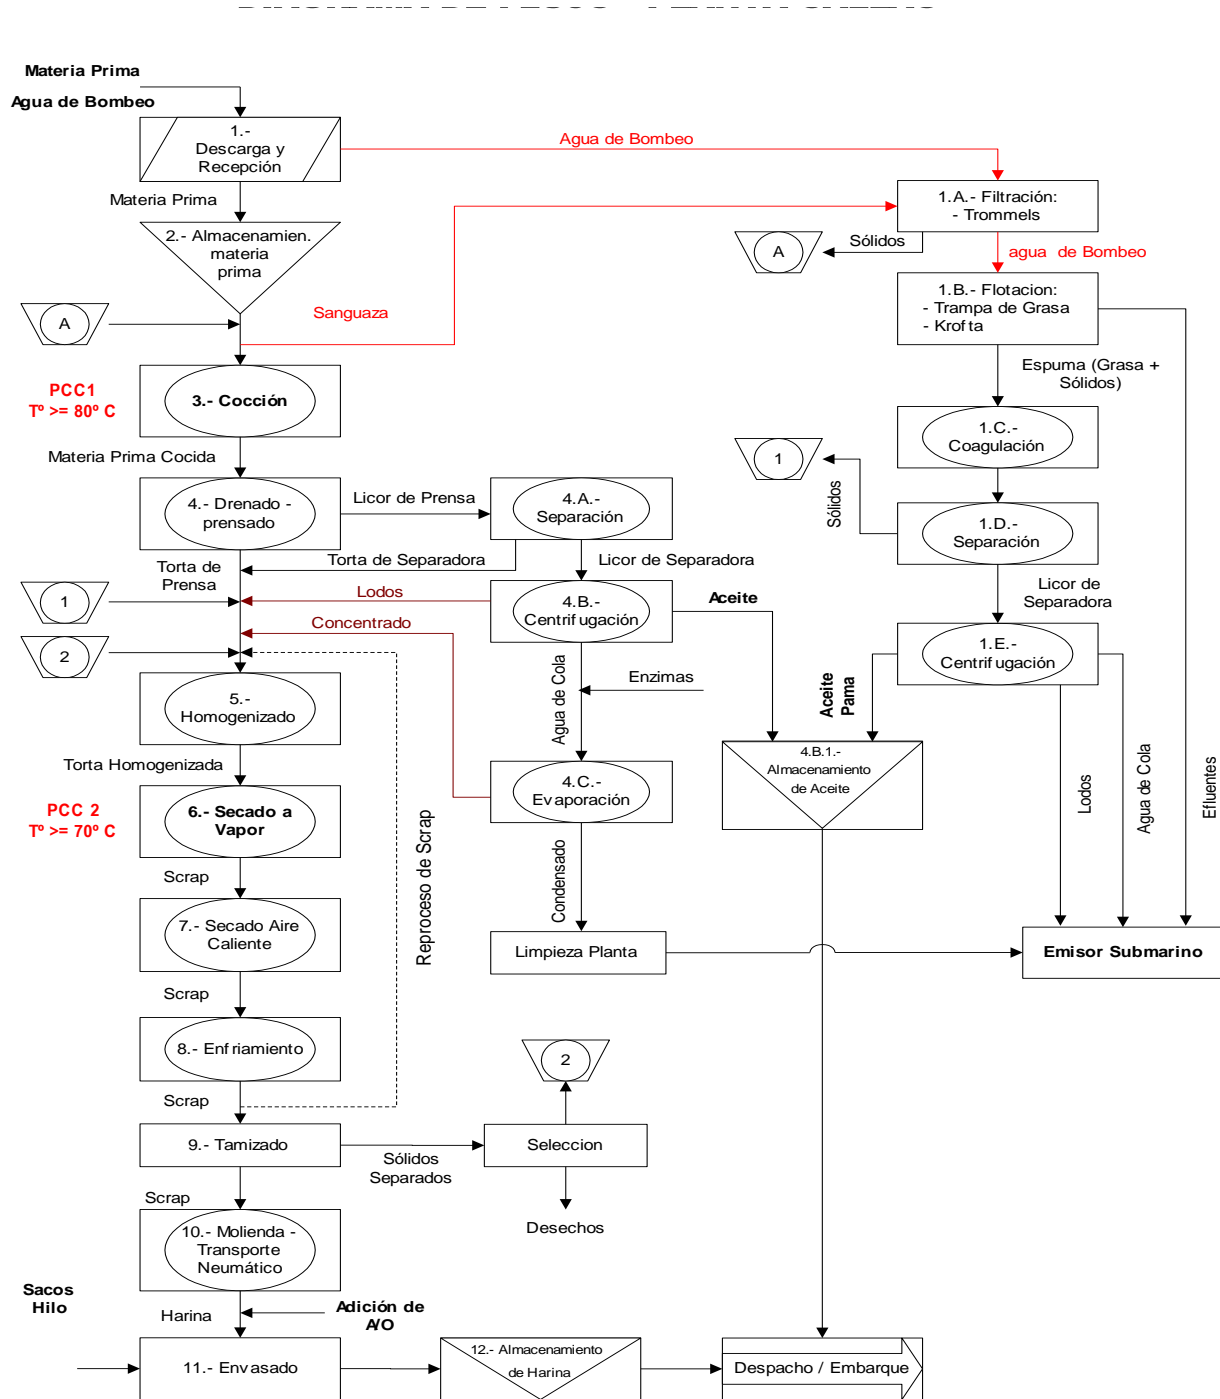 Materia Prima
Agua de Bombeo
1.-
Descarga y
Recepción
Agua de Bombeo
Materia Prima
1.A.- Filtración:
- Trommels
Sólidos
A
agua de Bombeo
2.- Almacenamien.
materia
prima
1.B.- Flotacion:
- Trampa de Grasa
- Krofta
A
Sanguaza
Espuma (Grasa +
Sólidos)
PCC1
Tº >= 80º C
3.- Cocción
1.C.-
Coagulación
Materia Prima Cocida
1
Sólidos
4.- Drenado -
prensado
Licor de Prensa
4.A.-
Separación
1.D.-
Separación
Torta de
Prensa
Torta de Separadora
Licor de Separadora
Licor de
Separadora
1
Lodos
4.B.-
Centrifugación
Aceite
Concentrado
2
1.E.-
Centrifugación
Agua de Cola
Enzimas
Aceite
Pama
5.-
Homogenizado
Torta Homogenizada
4.B.1.-
Almacenamiento
de Aceite
Lodos
Agua de Cola
Efluentes
PCC 2
Tº >= 70º C
6.- Secado a
Vapor
4.C.-
Evaporación
Scrap
Reproceso de Scrap
Condensado
7.- Secado Aire
Caliente
Limpieza Planta
Emisor Submarino
Scrap
8.- Enfriamiento
2
Scrap
9.- Tamizado
Sólidos
Separados
Seleccion
Scrap
Desechos
10.- Molienda -
Transporte
Neumático
Sacos
Hilo
Harina
Adición de
A/O
11.- Envasado
12.- Almacenamiento
de Harina
Despacho / Embarque